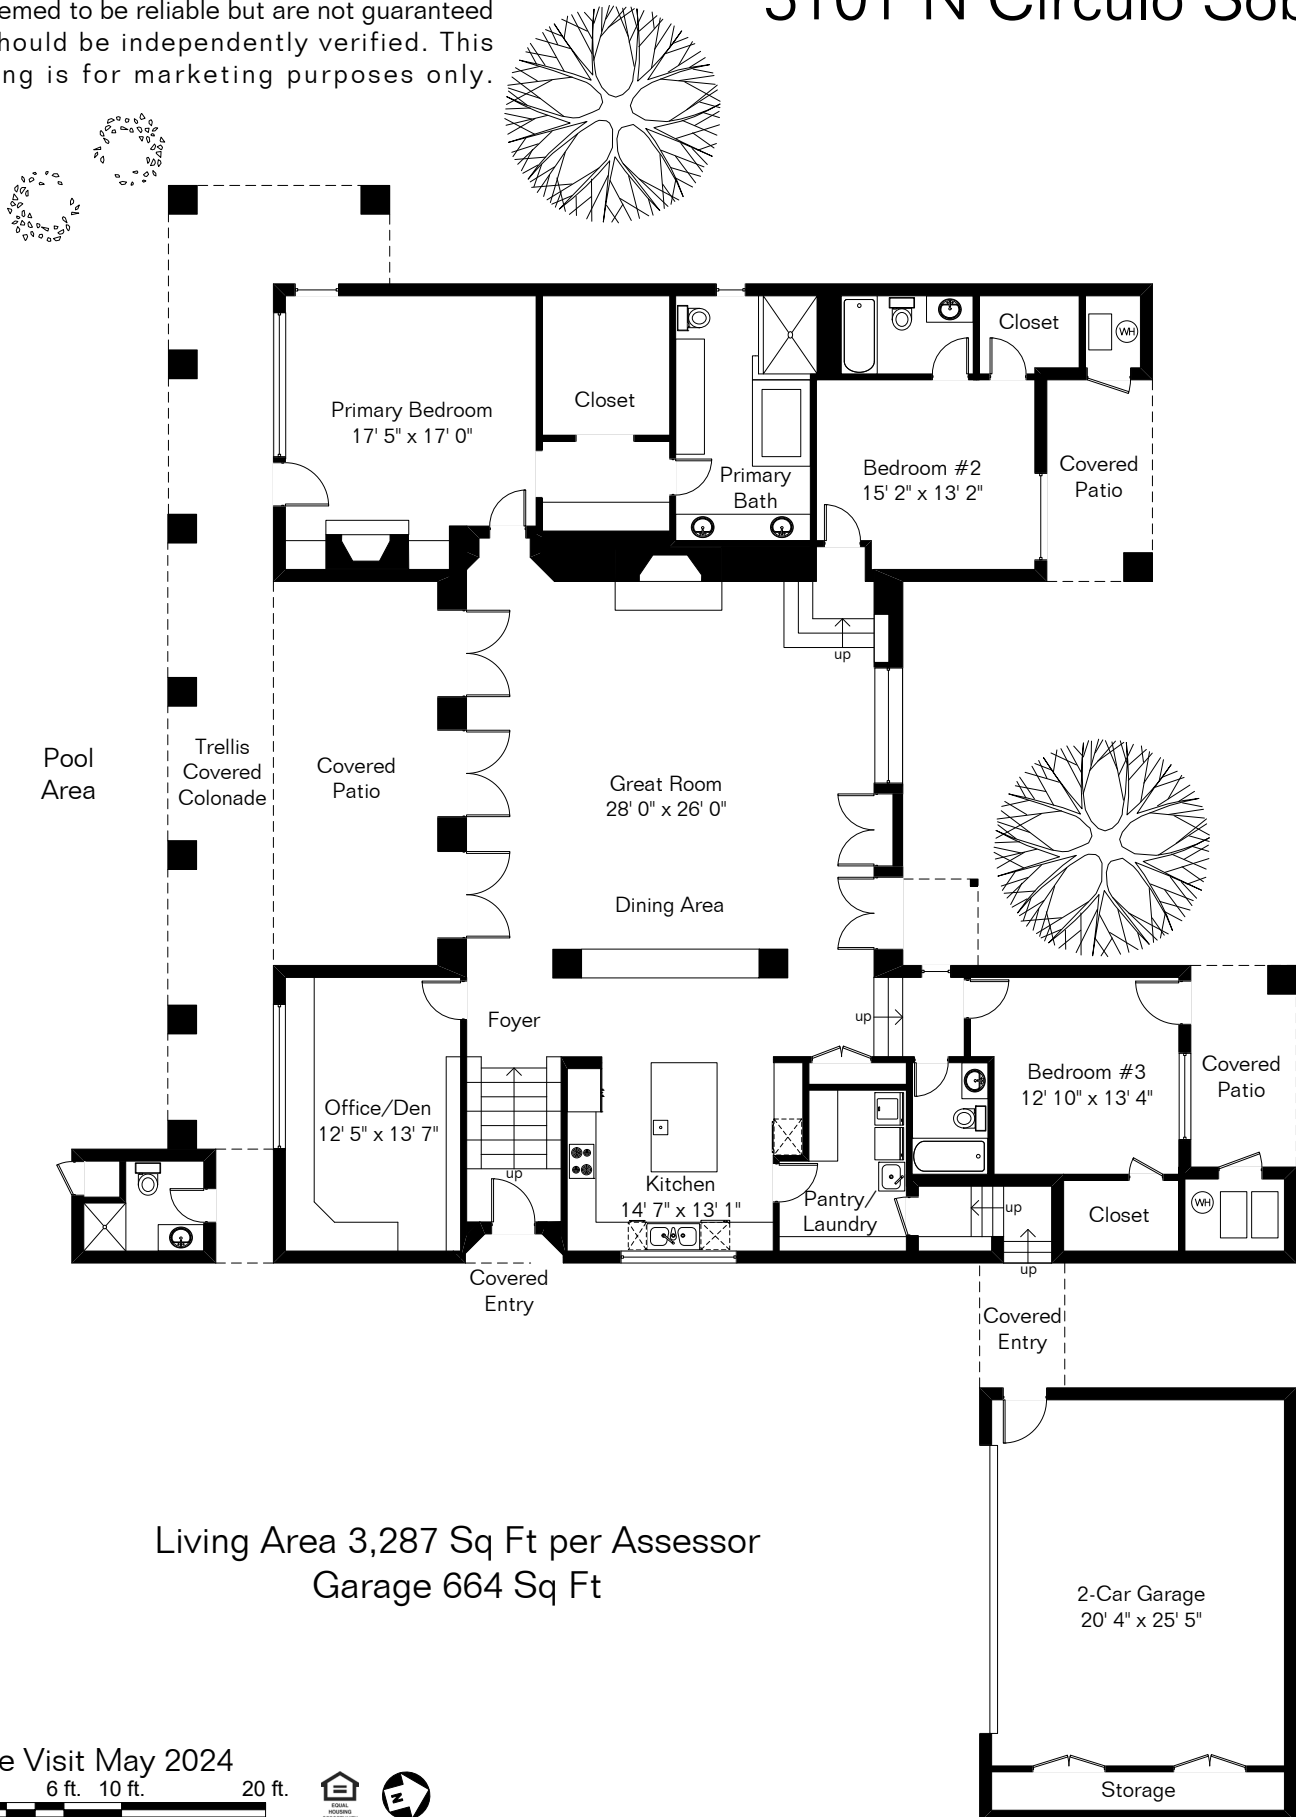 emed to be reliable but are not guaranteed
hould be independently verified. This
ng is for marketing purposes only.
5101 N Circulo Sob
Closet
WH
Primary Bedroom
17' 5" x 17' 0"
Closet
Primary
Bath
Bedroom #2
15' 2" x 13' 2"
Covered
Patio
up
Pool
Area
Trellis
Covered
Colonade
Covered
Patio
Great Room
28' 0" x 26' 0"
Dining Area
Foyer
up
Office/Den
12' 5" x 13' 7"
up
Kitchen
14' 7" x 13' 1"
Pantry/
Laundry
Bedroom #3
12' 10" x 13' 4"
Covered
Patio
up
Closet
WH
up
Covered
Entry
Covered
Entry
Living Area 3,287 Sq Ft per Assessor
Garage 664 Sq Ft
2-Car Garage
20' 4" x 25' 5"
Storage
e Visit May 2024
6 ft. 10 ft. 20 ft.
EQUAL
HOUSING
N